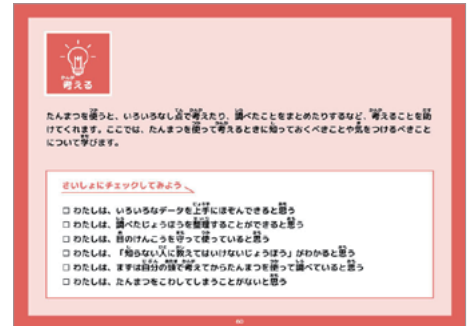 考える
たんまつを使うと、いろいろな点で考えたり、調べたことをまとめたりするなど、考えることを助
けてくれます。ここでは、たんまつを使って考えるときに知っておくべきことや気をつけるべきこと
について学びます。
さいしょにチェックしてみよう
□ わたしは、いろいろなデータを上手にほぞんできると思う
□ わたしは、調べたじょうほうを整理することができると思う
□ わたしは、目のけんこうを守って使っていると思う
□ わたしは、「知らない人に教えてはいけないじょうほう」がわかると思う
□ わたしは、まずは自分の頭で考えてからたんまつを使って調べていると思う
□ わたしは、たんまつをこわしてしまうことがないと思う